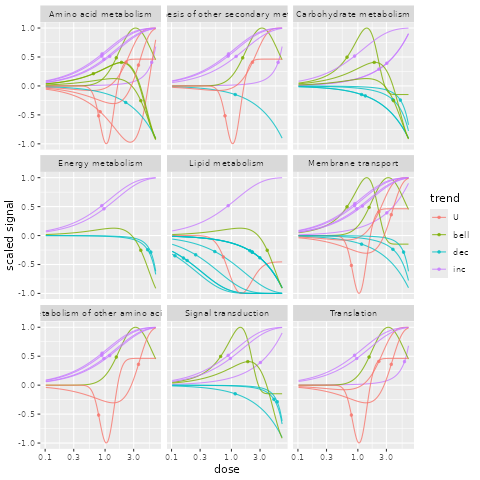 Amino acid metabolism
esis of other secondary met
Carbohydrate metabolism
1.0
0.5
0.0
-0.5
-1.0
Energy metabolism
Lipid metabolism
Membrane transport
1.0
0.5
0.0
-0.5
-1.0
etabolism of other amino acid
Signal transduction
Translation
1.0
0.5
0.0
-0.5
-1.0
0.1 0.3 1.0 3.0
0.1 0.3 1.0 3.0
0.1 0.3 1.0 3.0
dose
scaled signal
trend
U
bell
dec
inc